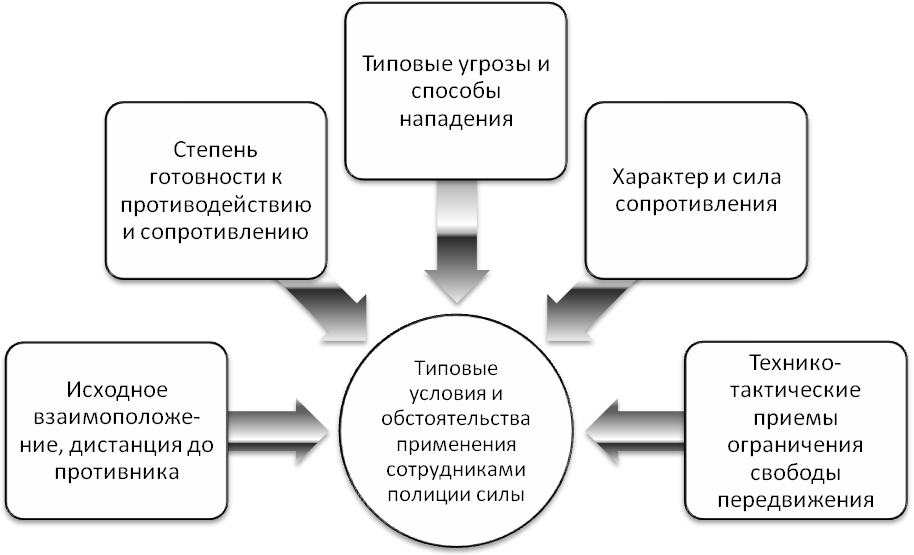 Типовые угрозы и
способы
нападения
Степень
готовности к
противодействию
и сопротивлению
Характер и сила
сопротивления
Исходное
взаимоположе-
ние, дистанция до
противника
Типовые
условия и
обстоятельства
применения
сотрудниками
полиции силы
Технико-
тактические
приемы
ограничения
свободы
передвижения